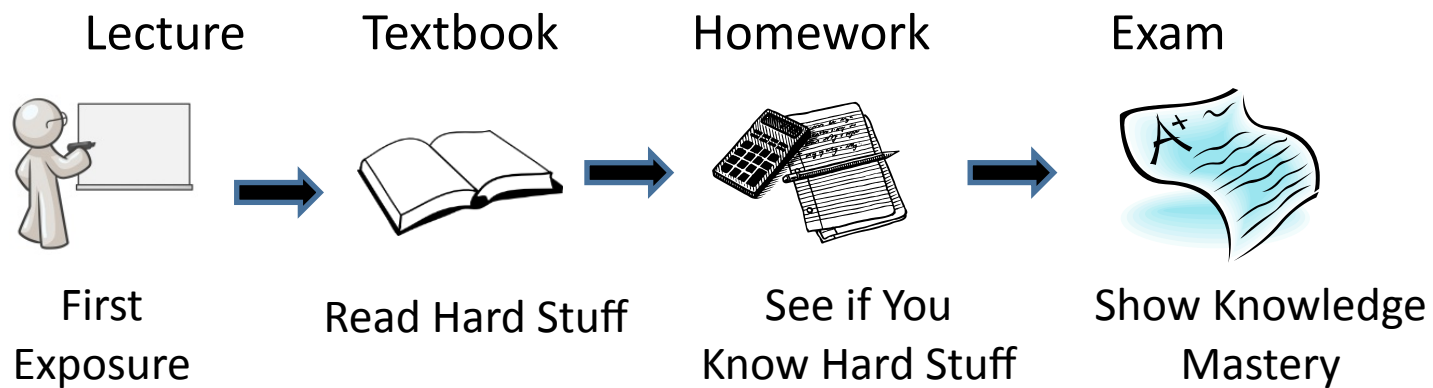 Lecture Textbook Homework Exam
A+
First Exposure
Read Hard Stuff
See if You
Know Hard Stuff
Show Knowledge
Mastery